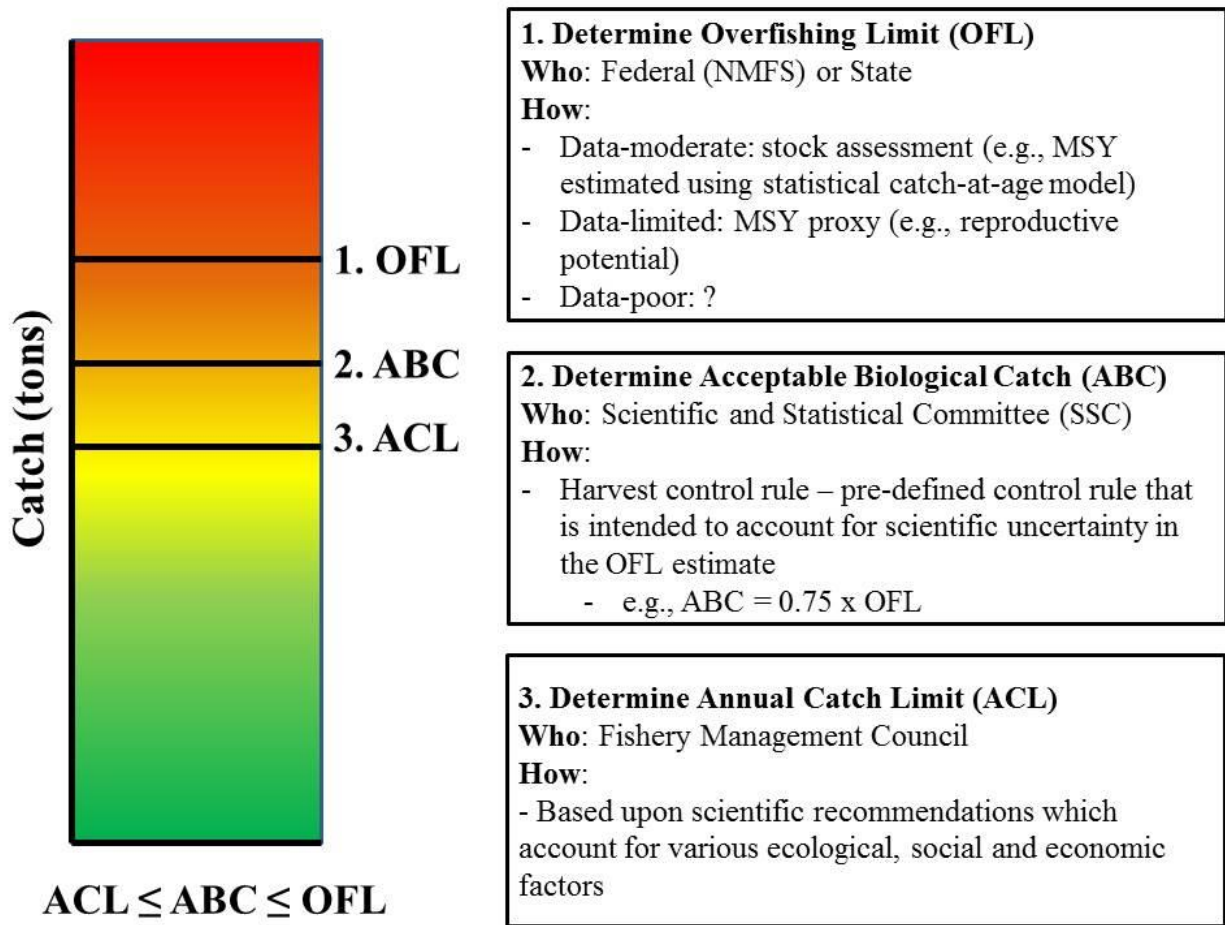 Catch (tons)
1. OFL
2. ABC
3. ACL
ACL ≤ ABC ≤ OFL
1. Determine Overfishing Limit (OFL)
Who: Federal (NMFS) or State
How:
- Data-moderate: stock assessment (e.g., MSY
estimated using statistical catch-at-age model)
- Data-limited: MSY proxy (e.g., reproductive
potential)
- Data-poor: ?
2. Determine Acceptable Biological Catch (ABC)
Who: Scientific and Statistical Committee (SSC)
How:
- Harvest control rule – pre-defined control rule that
is intended to account for scientific uncertainty in
the OFL estimate
- e.g., ABC = 0.75 x OFL
3. Determine Annual Catch Limit (ACL)
Who: Fishery Management Council
How:
- Based upon scientific recommendations which
account for various ecological, social and economic
factors